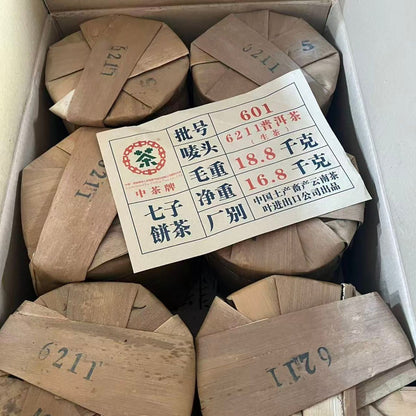 6211
6211
601
批号
唛头
6211普洱茶
(生茶)
毛重
18.8 千克
净重
16.8 千克
厂别
中国土产畜产云南茶
叶进出口公司出品
茶
中茶牌
七子
餅茶
6211
6211
6211